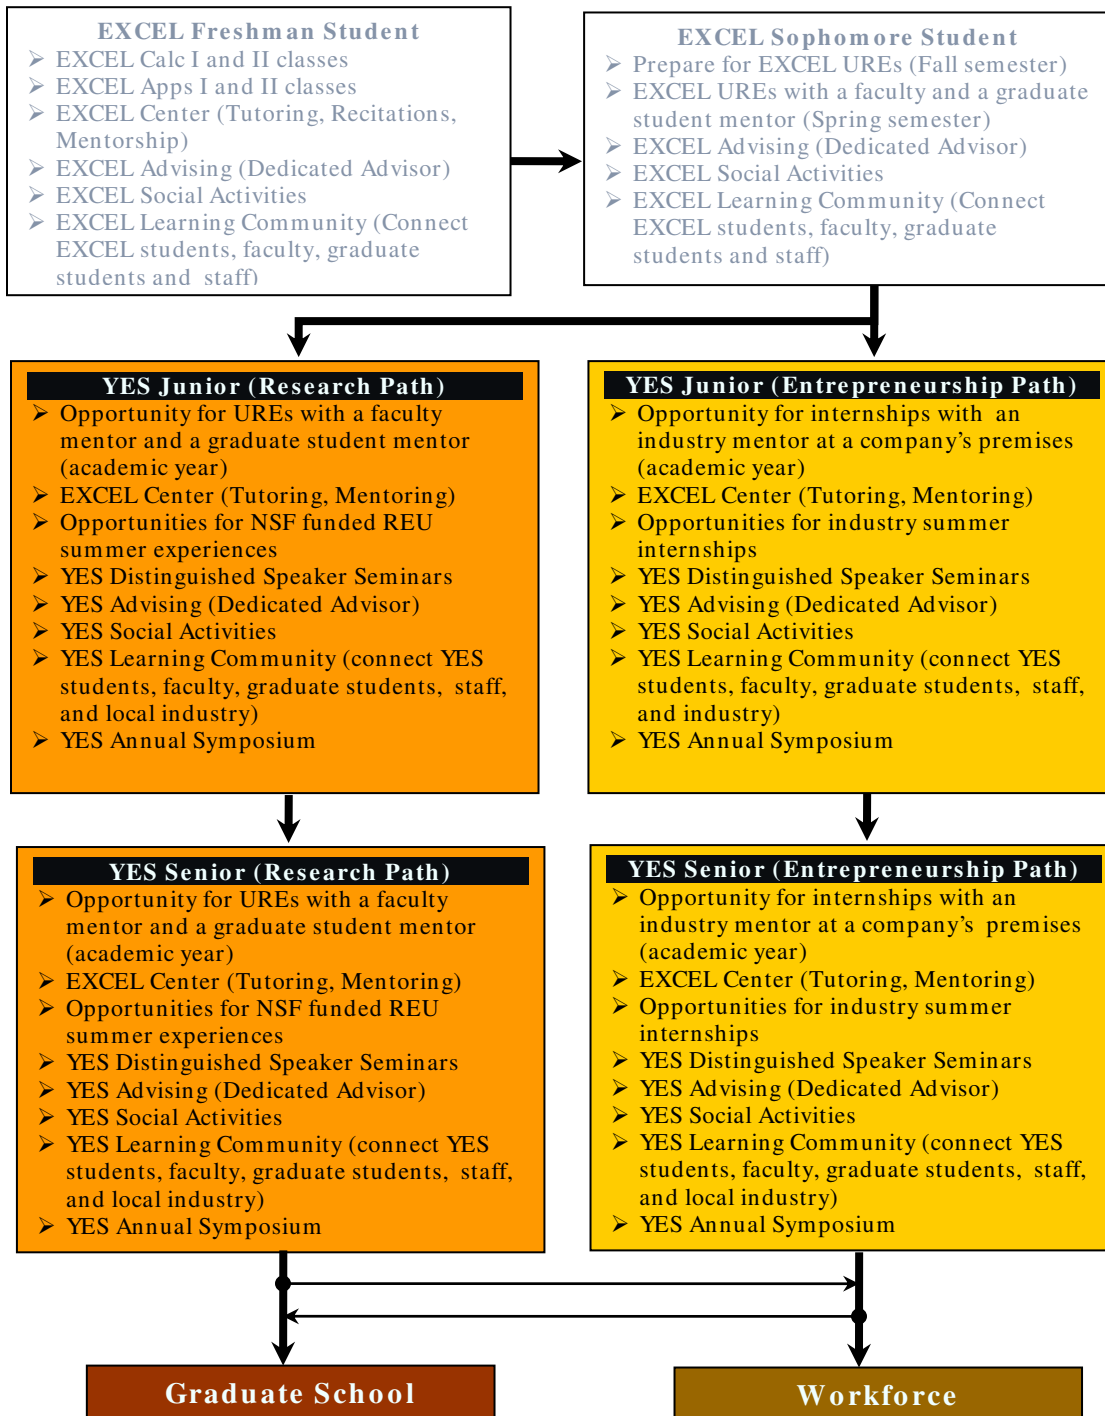 EXCEL Freshman Student
➢ EXCEL Calc I and II classes
➢ EXCEL Apps I and II classes
➢ EXCEL Center (Tutoring, Recitations,
Mentorship)
➢ EXCEL Advising (Dedicated Advisor)
➢ EXCEL Social Activities
➢ EXCEL Learning Community (Connect
EXCEL students, faculty, graduate
students and staff)
EXCEL Sophomore Student
➢ Prepare for EXCEL UREs (Fall semester)
➢ EXCEL UREs with a faculty and a graduate
student mentor (Spring semester)
➢ EXCEL Advising (Dedicated Advisor)
➢ EXCEL Social Activities
➢ EXCEL Learning Community (Connect
EXCEL students, faculty, graduate
students and staff)
YES Junior (Research Path)
➢ Opportunity for UREs with a faculty
mentor and a graduate student mentor
(academic year)
➢ EXCEL Center (Tutoring, Mentoring)
➢ Opportunities for NSF funded REU
summer experiences
➢ YES Distinguished Speaker Seminars
➢ YES Advising (Dedicated Advisor)
➢ YES Social Activities
➢ YES Learning Community (connect YES
students, faculty, graduate students, staff,
and local industry)
➢ YES Annual Symposium
YES Junior (Entrepreneurship Path)
➢ Opportunity for internships with an
industry mentor at a company's premises
(academic year)
➢ EXCEL Center (Tutoring, Mentoring)
➢ Opportunities for industry summer
internships
➢ YES Distinguished Speaker Seminars
➢ YES Advising (Dedicated Advisor)
➢ YES Social Activities
➢ YES Learning Community (connect YES
students, faculty, graduate students, staff,
and industry)
➢ YES Annual Symposium
YES Senior (Research Path)
➢ Opportunity for UREs with a faculty
mentor and a graduate student mentor
(academic year)
➢ EXCEL Center (Tutoring, Mentoring)
➢ Opportunities for NSF funded REU
summer experiences
➢ YES Distinguished Speaker Seminars
➢ YES Advising (Dedicated Advisor)
➢ YES Social Activities
➢ YES Learning Community (connect YES
students, faculty, graduate students, staff,
and local industry)
➢ YES Annual Symposium
YES Senior (Entrepreneurship Path)
➢ Opportunity for internships with an
industry mentor at a company's premises
(academic year)
➢ EXCEL Center (Tutoring, Mentoring)
➢ Opportunities for industry summer
internships
➢ YES Distinguished Speaker Seminars
➢ YES Advising (Dedicated Advisor)
➢ YES Social Activities
➢ YES Learning Community (connect YES
students, faculty, graduate students, staff,
and local industry)
➢ YES Annual Symposium
Graduate School
Workforce